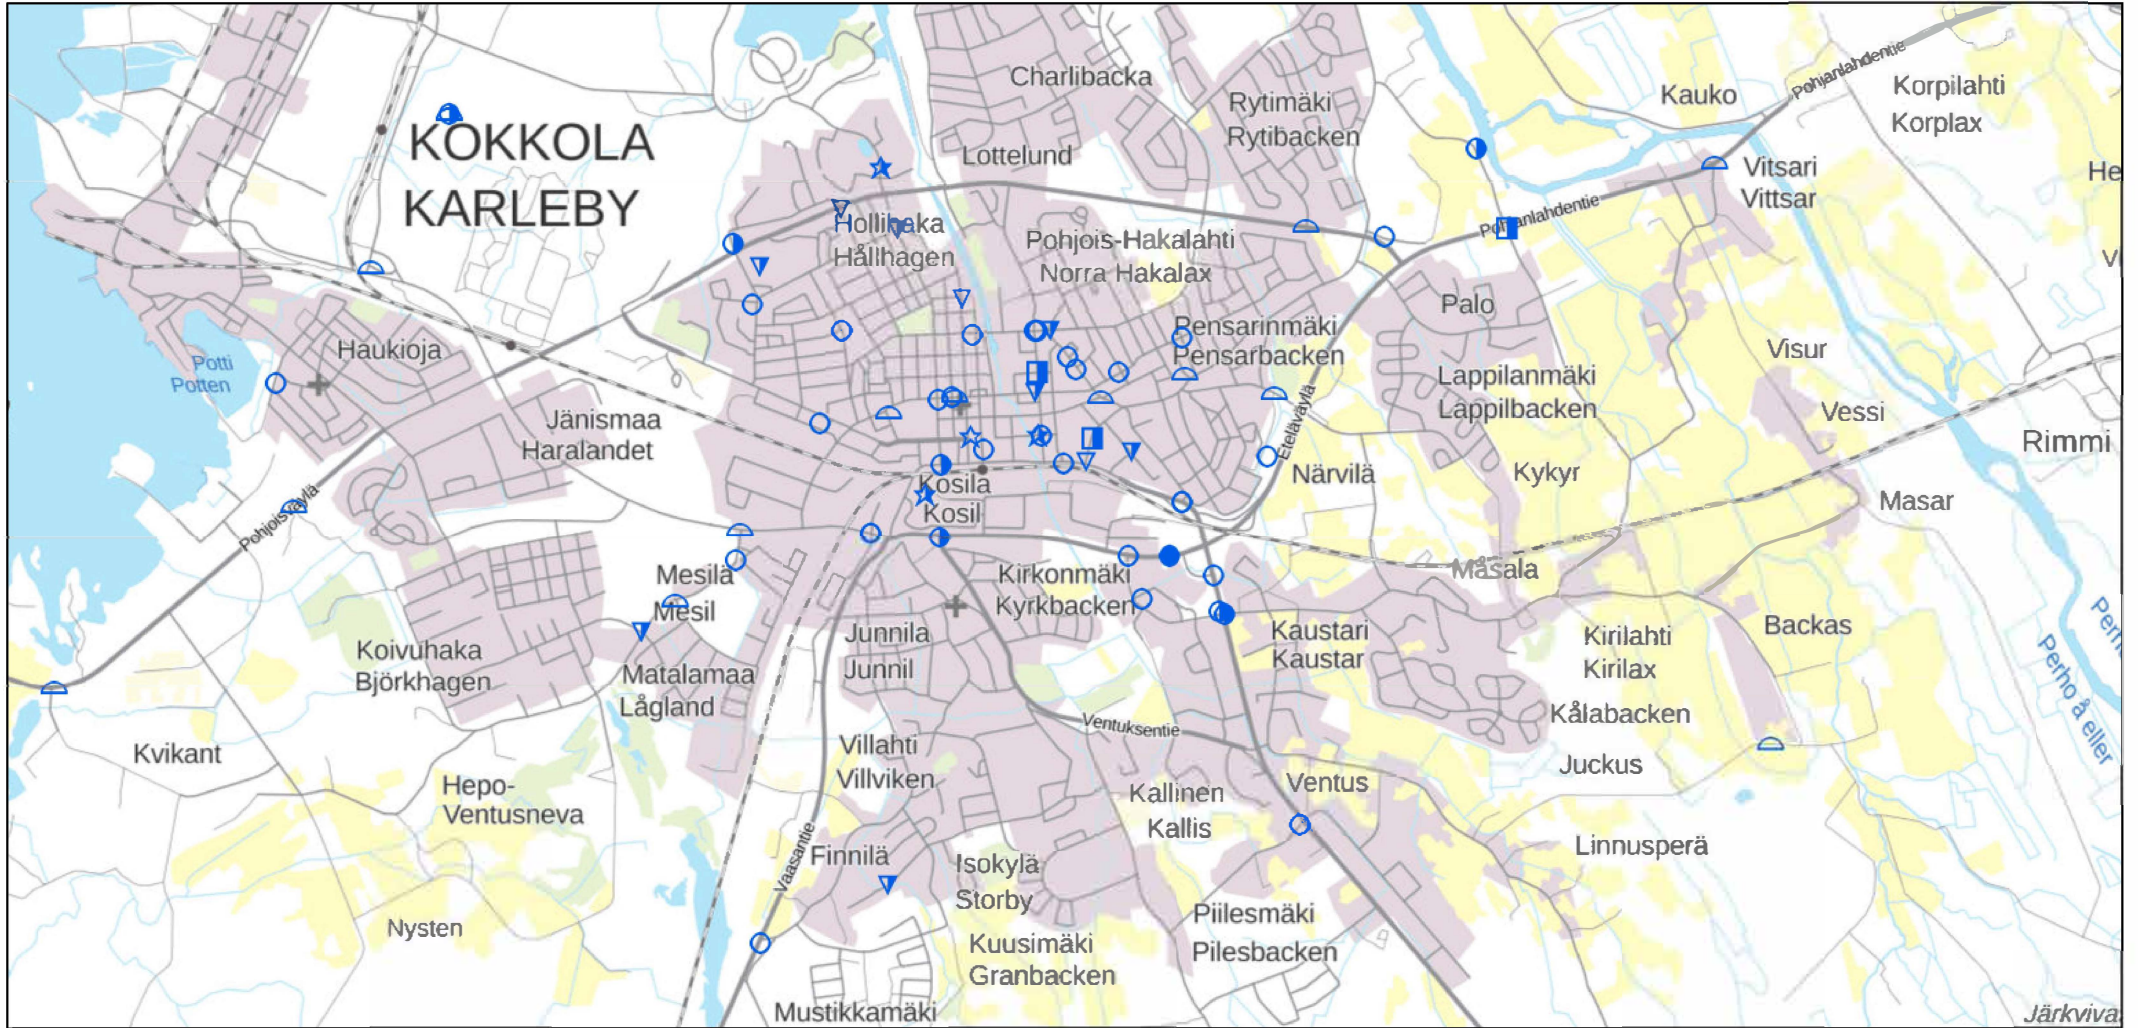 Charlibacka
Kauko
Pohjanlahdentie
Korpilahti
Korplax
Rytimäki
Rytibacken
KOKKOLA
KARLEBY
Lottelund
Vitsari
Vittsar
He
Hollihaka
Hållhagen
Pohjois-Hakalahti
Norra Hakalax
Pohjanlahdentie
Palo
Pensarinmäki
Pensarbacken
Haukioja
Potti
Potten
Visur
Lappilanmäki
Lappilbacken
Vessi
Jänismaa
Haralandet
Eteläväylä
Rimmi
Närvilä
Kykyr
Kosila
Kosil
Masar
Pohjoisväylä
Mesilä
Mesil
Kirkonmäki
Kyrkbacken
Måsala
Junnila
Junnil
Kaustari
Kaustar
Kirilahti
Kirilax
Backas
Perho å eller
Koivuhaka
Björkhagen
Matalamaa
Lågland
Kålabacken
Ventuksentie
Kvikant
Villahti
Villviken
Juckus
Hepo-
Ventusneva
Kallinen
Kallis
Ventus
Vaasantie
Finnilä
Isokylä
Storby
Linnusperä
Nysten
Piilesmäki
Pilesbacken
Kuusimäki
Granbacken
Mustikkamäki